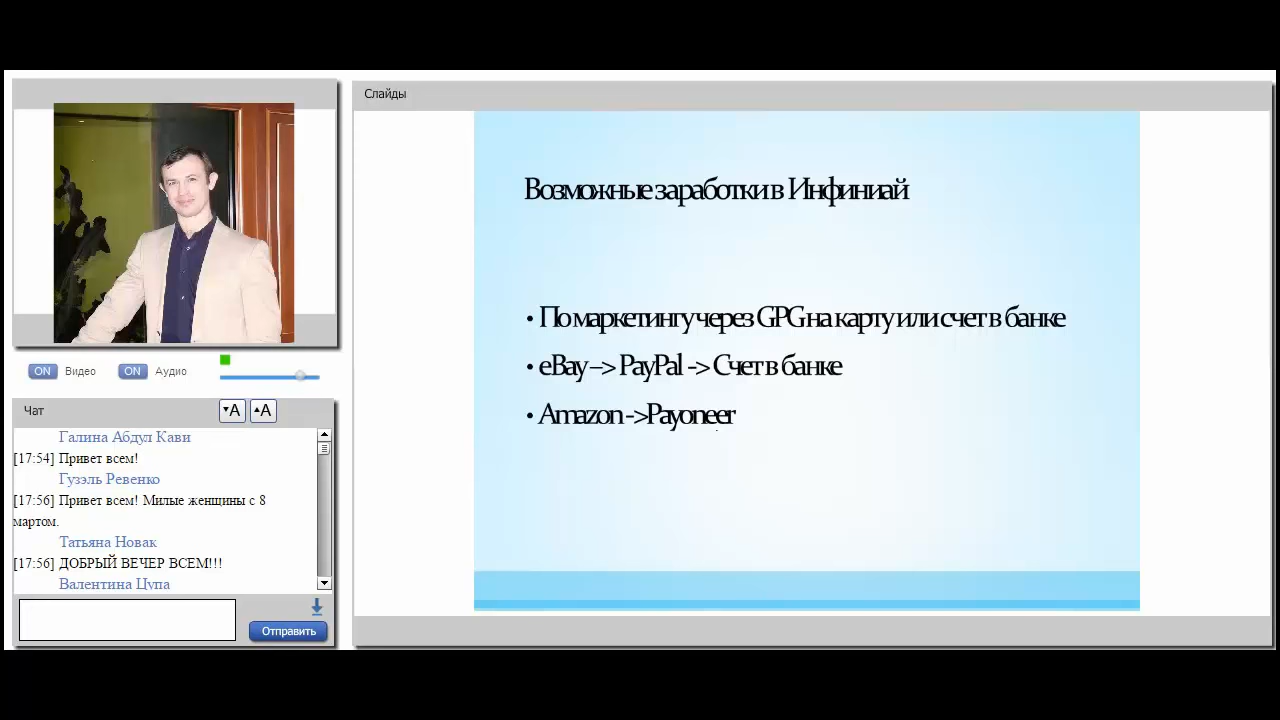 Слайды
Возможные заработки в Инфиниай
• По маркетингу через GPG на карту или счет в банке
• eBay –> PayPal -> Счет в банке
• Amazon ->Payoneer
ON Видео ON Аудио
Чат
▼A ▲A
Галина Абдул Кави
[17:54] Привет всем!
Гузэль Ревенко
[17:56] Привет всем! Милые женщины с 8
мартом.
Татьяна Новак
[17:56] ДОБРЫЙ ВЕЧЕР ВСЕМ!!!
Валентина Цупа
Отправить